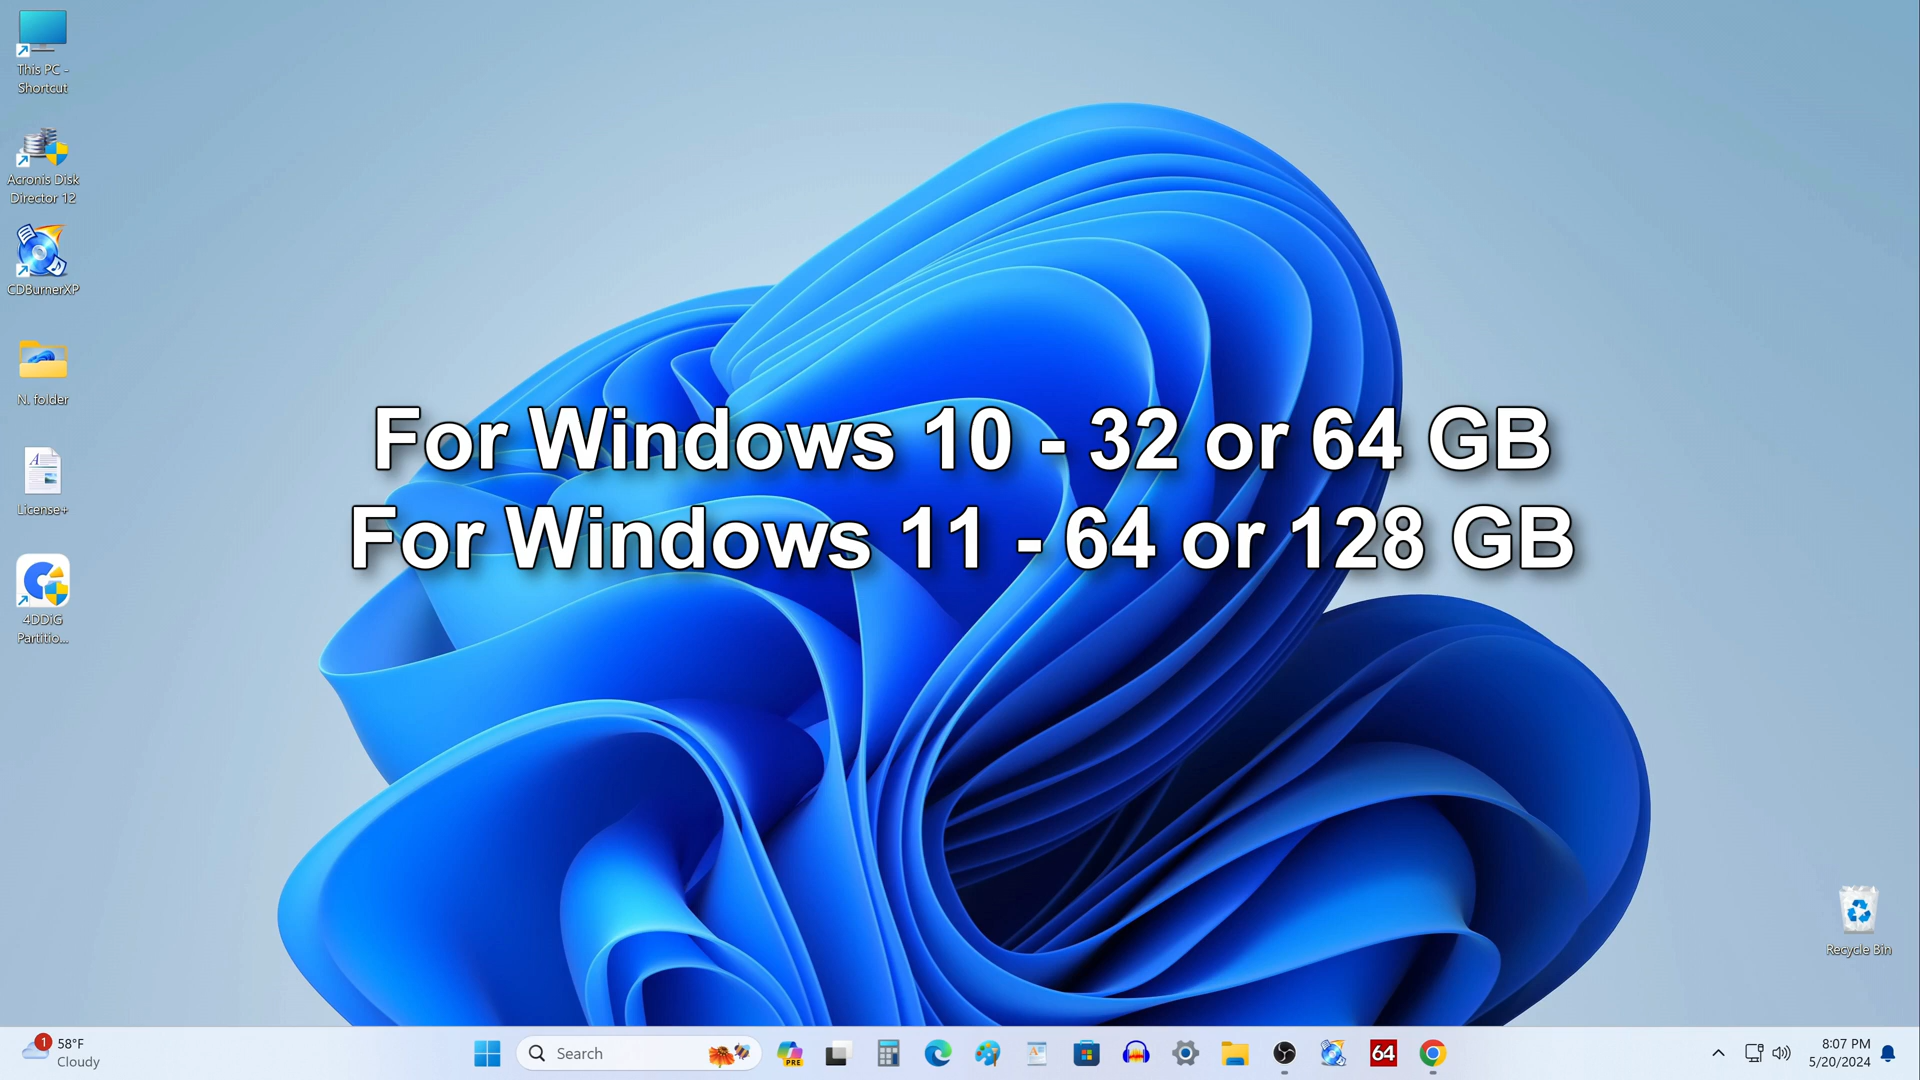 This PC -
Shortcut
Acronis Disk
Director 12
CDBurnerXP
N. folder
License+
4DDiG
Partitio...
For Windows 10 - 32 or 64 GB
For Windows 11 - 64 or 128 GB
Recycle Bin
1
58°F
Cloudy
Search
PRE
64
8:07 PM
5/20/2024